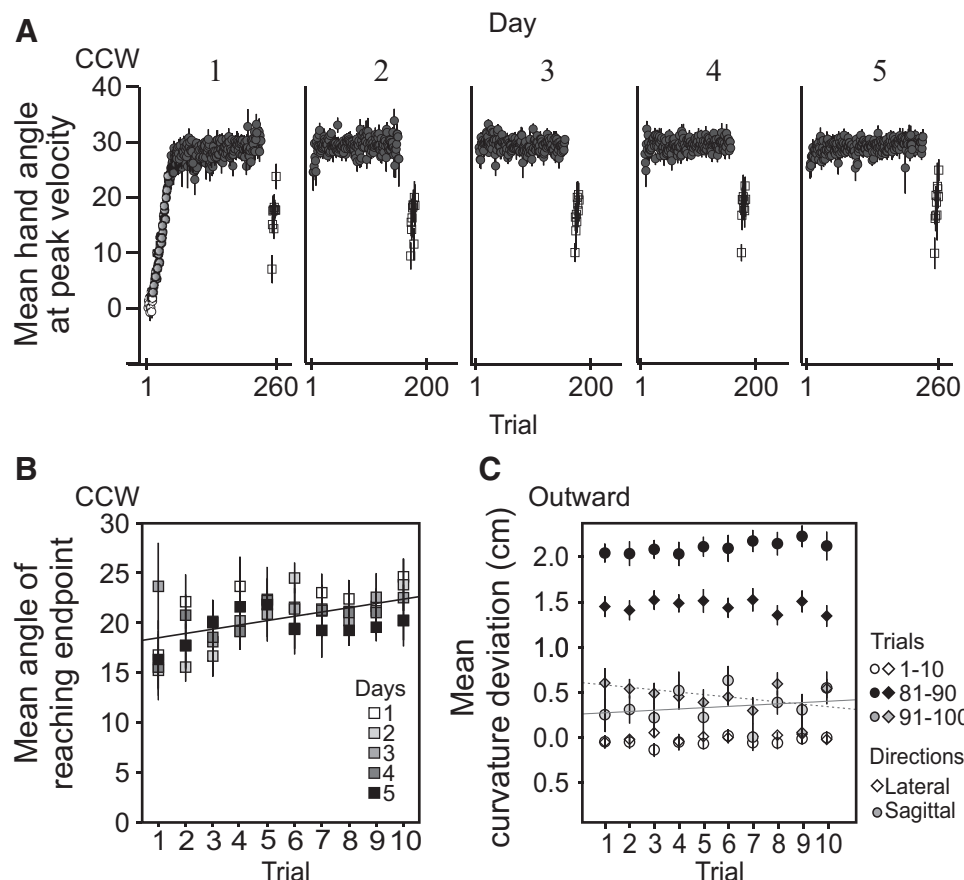 A
Day
CCW
1 2 3 4 5
Mean hand angle
at peak velocity
40
30
20
10
0
1 260 1 200 1 200 1 200 1 260
Trial
B
CCW
Mean angle of
reaching endpoint
30
25
20
15
10
5
0
Days
1
2
3
4
5
1 2 3 4 5 6 7 8 9 10
Trial
C
Outward
Mean
curvature deviation (cm)
2.0
1.5
1.0
0.5
0.0
0.5
1 2 3 4 5 6 7 8 9 10
Trial
Trials
1-10
81-90
91-100
Directions
Lateral
Sagittal